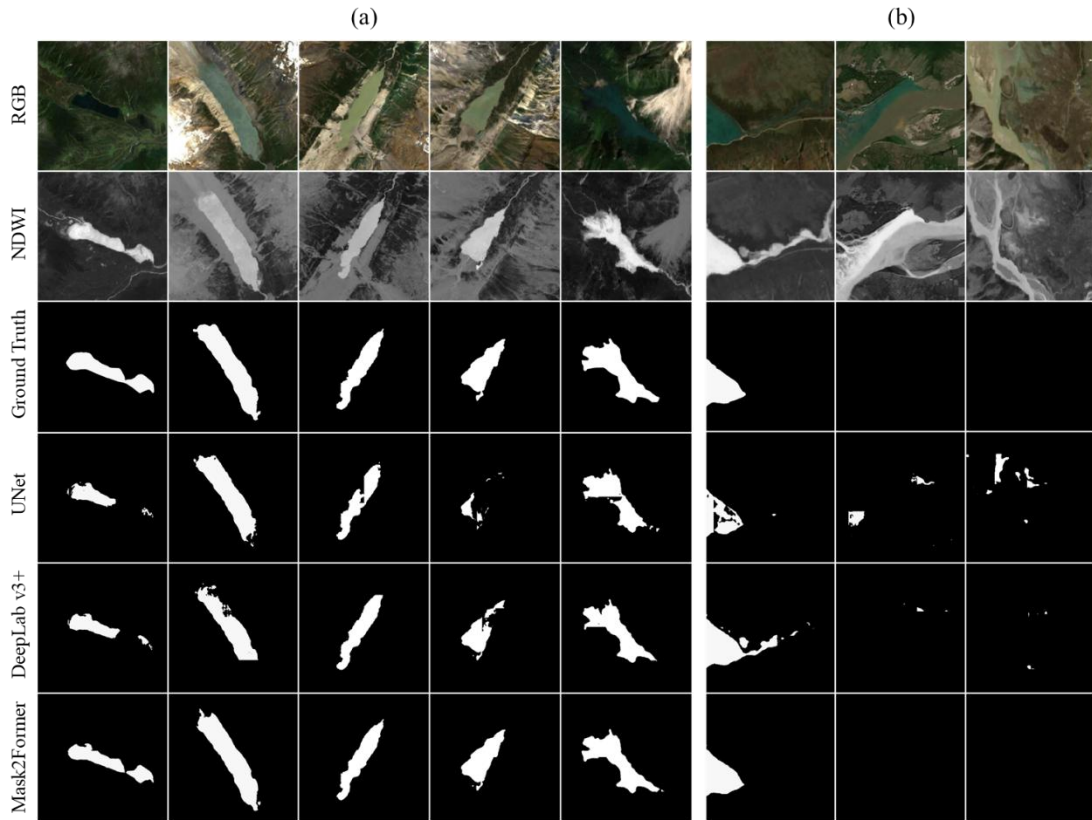 (a)
(b)
RGB
NDWI
Ground Truth
UNet
DeepLab v3+
Mask2Former